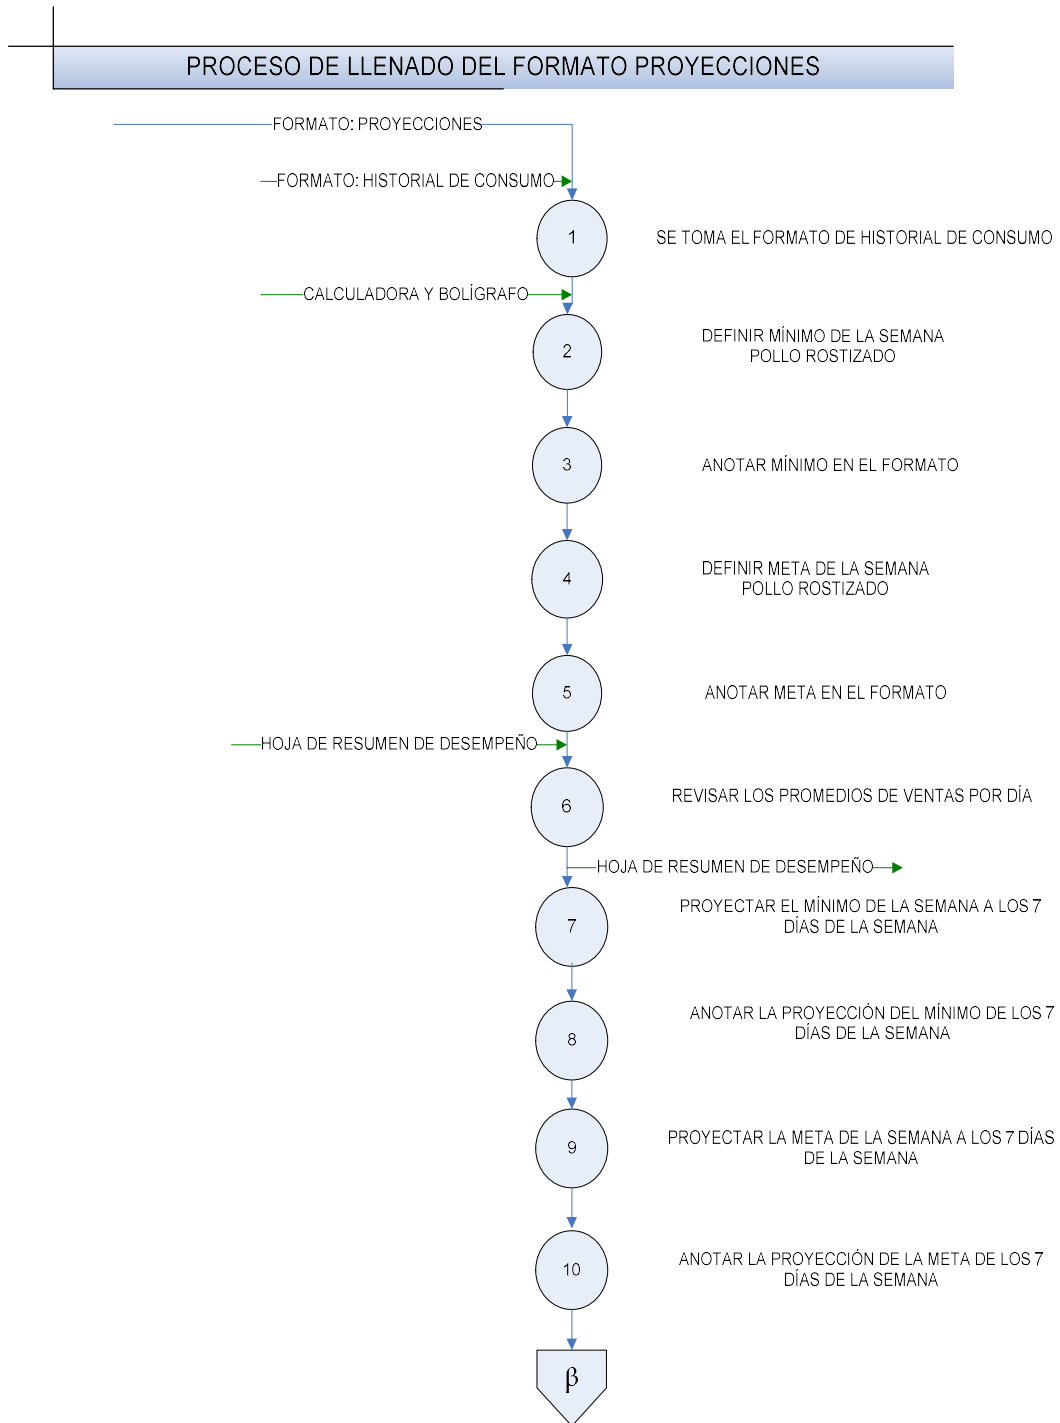 PROCESO DE LLENADO DEL FORMATO PROYECCIONES
FORMATO: PROYECCIONES
FORMATO: HISTORIAL DE CONSUMO
1
SE TOMA EL FORMATO DE HISTORIAL DE CONSUMO
CALCULADORA Y BOLÍGRAFO
2
DEFINIR MÍNIMO DE LA SEMANA
POLLO ROSTIZADO
3
ANOTAR MÍNIMO EN EL FORMATO
4
DEFINIR META DE LA SEMANA
POLLO ROSTIZADO
5
ANOTAR META EN EL FORMATO
HOJA DE RESUMEN DE DESEMPEÑO
6
REVISAR LOS PROMEDIOS DE VENTAS POR DÍA
HOJA DE RESUMEN DE DESEMPEÑO
7
PROYECTAR EL MÍNIMO DE LA SEMANA A LOS 7
DÍAS DE LA SEMANA
8
ANOTAR LA PROYECCIÓN DEL MÍNIMO DE LOS 7
DÍAS DE LA SEMANA
9
PROYECTAR LA META DE LA SEMANA A LOS 7 DÍAS
DE LA SEMANA
10
ANOTAR LA PROYECCIÓN DE LA META DE LOS 7
DÍAS DE LA SEMANA
β